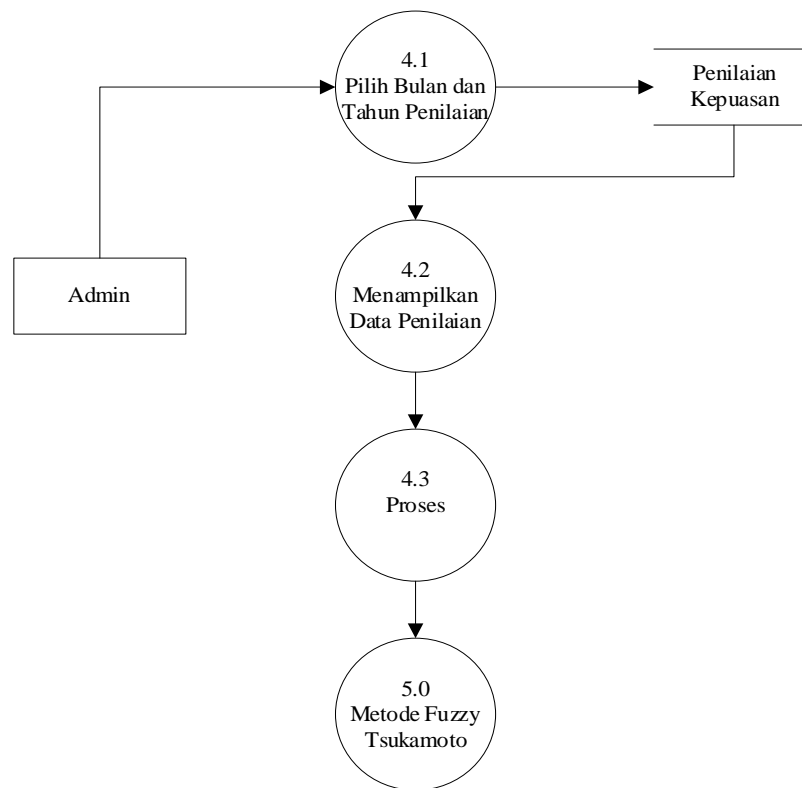 4.1
Pilih Bulan dan
Tahun Penilaian
Penilaian
Kepuasan
4.2
Menampilkan
Data Penilaian
Admin
4.3
Proses
5.0
Metode Fuzzy
Tsukamoto